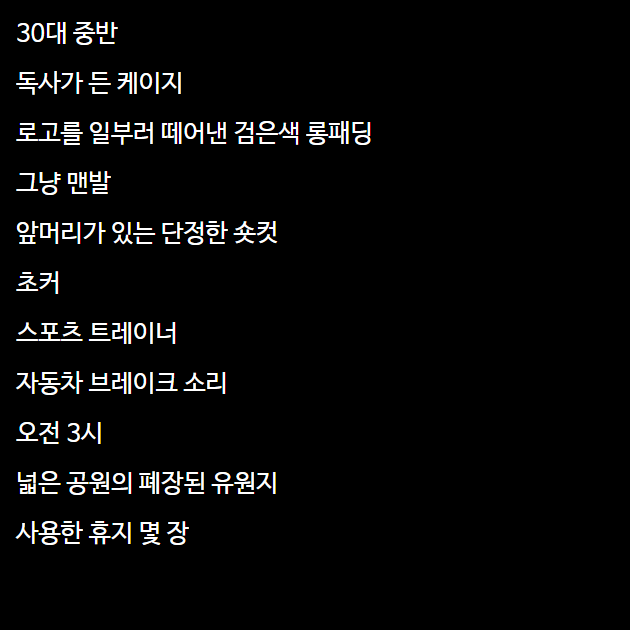 30대 중반
독사가 든 케이지
로고를 일부러 떼어낸 검은색 롱패딩
그냥 맨발
앞머리가 있는 단정한 숏컷
초커
스포츠 트레이너
자동차 브레이크 소리
오전 3시
넓은 공원의 폐장된 유원지
사용한 휴지 몇 장